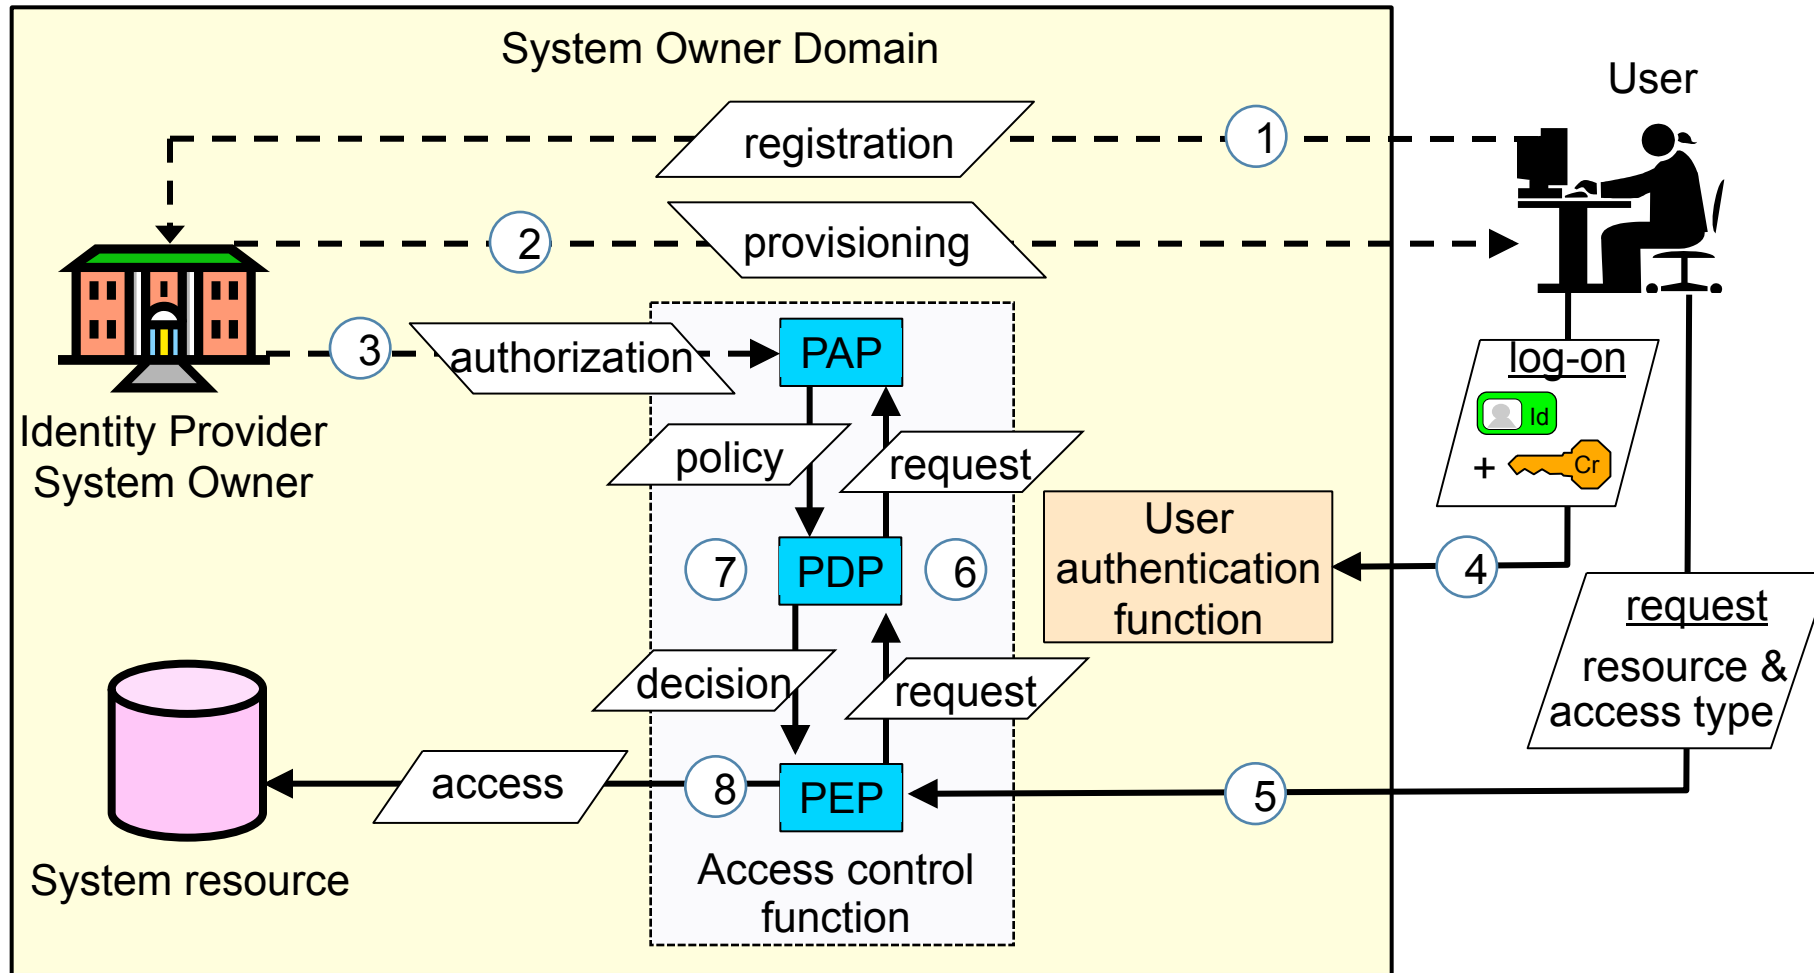 System Owner Domain
User
registration
1
2
provisioning
3
authorization
PAP
log-on
Id
+ Cr
Identity Provider
System Owner
policy
request
User
authentication
function
7
PDP
6
4
request
resource &
access type
decision
request
access
8
PEP
5
System resource
Access control
function